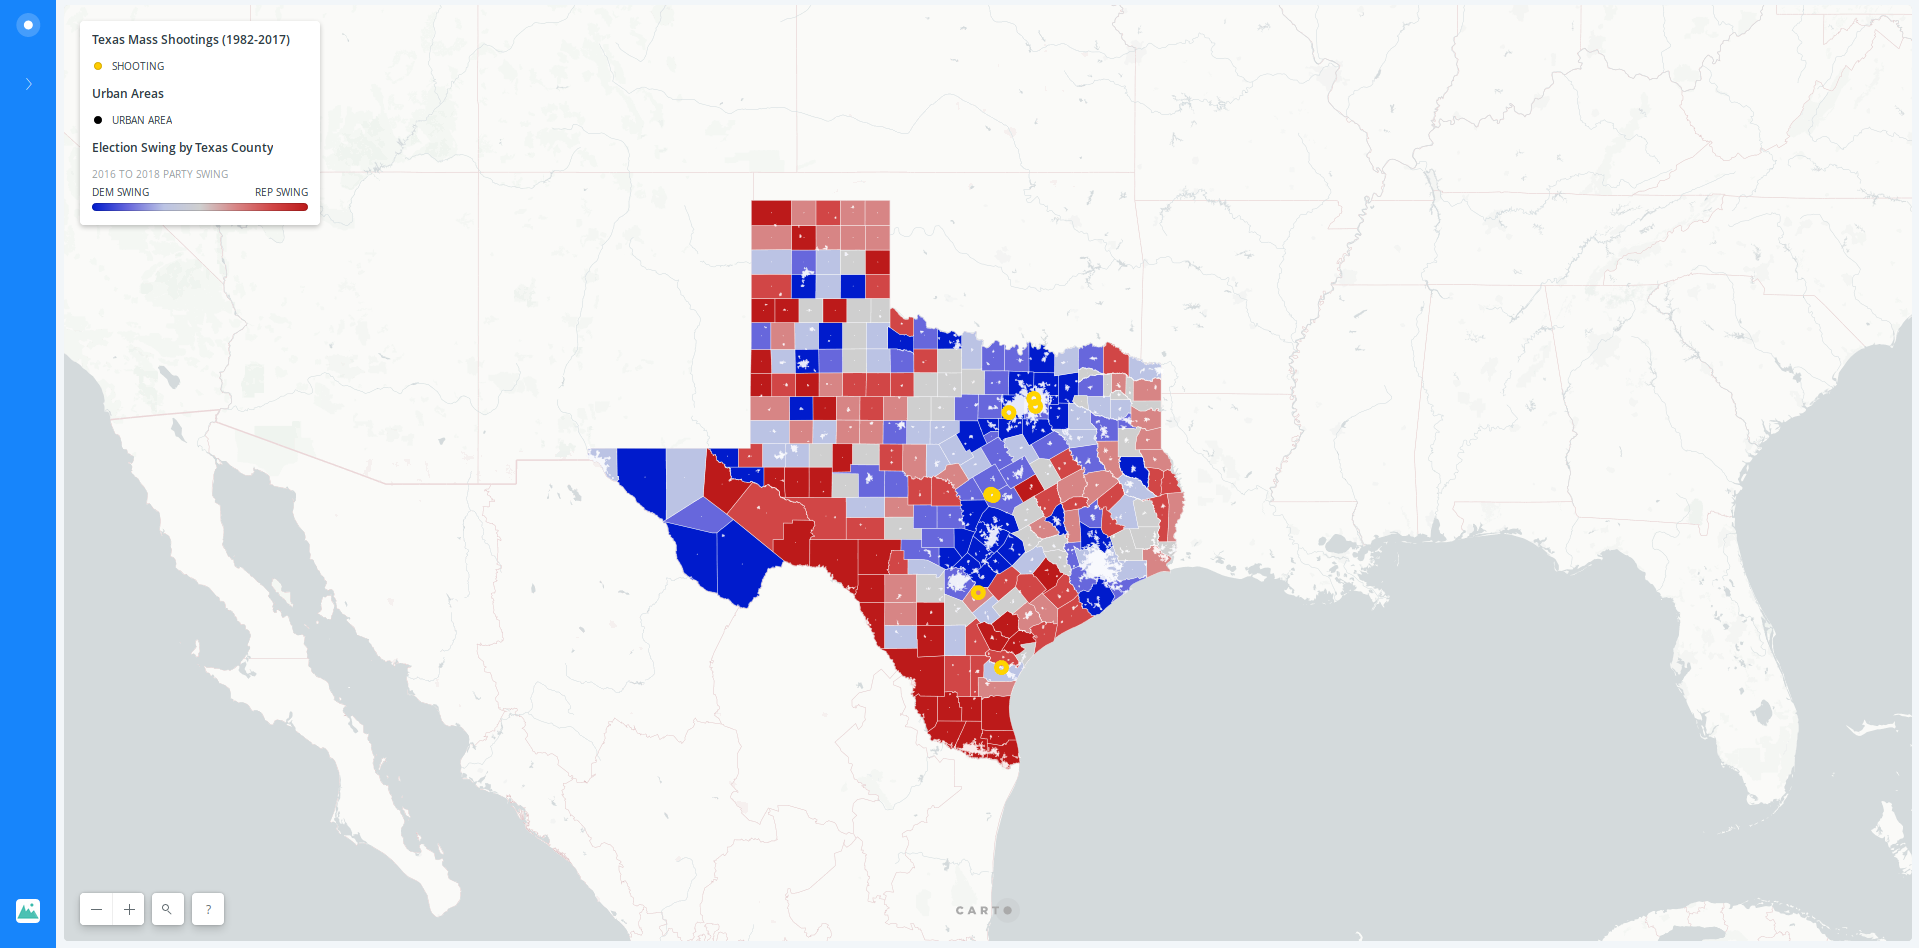 Texas Mass Shootings (1982-2017)
SHOOTING
Urban Areas
URBAN AREA
Election Swing by Texas County
2016 TO 2018 PARTY SWING
DEM SWING REP SWING
?
CARTO